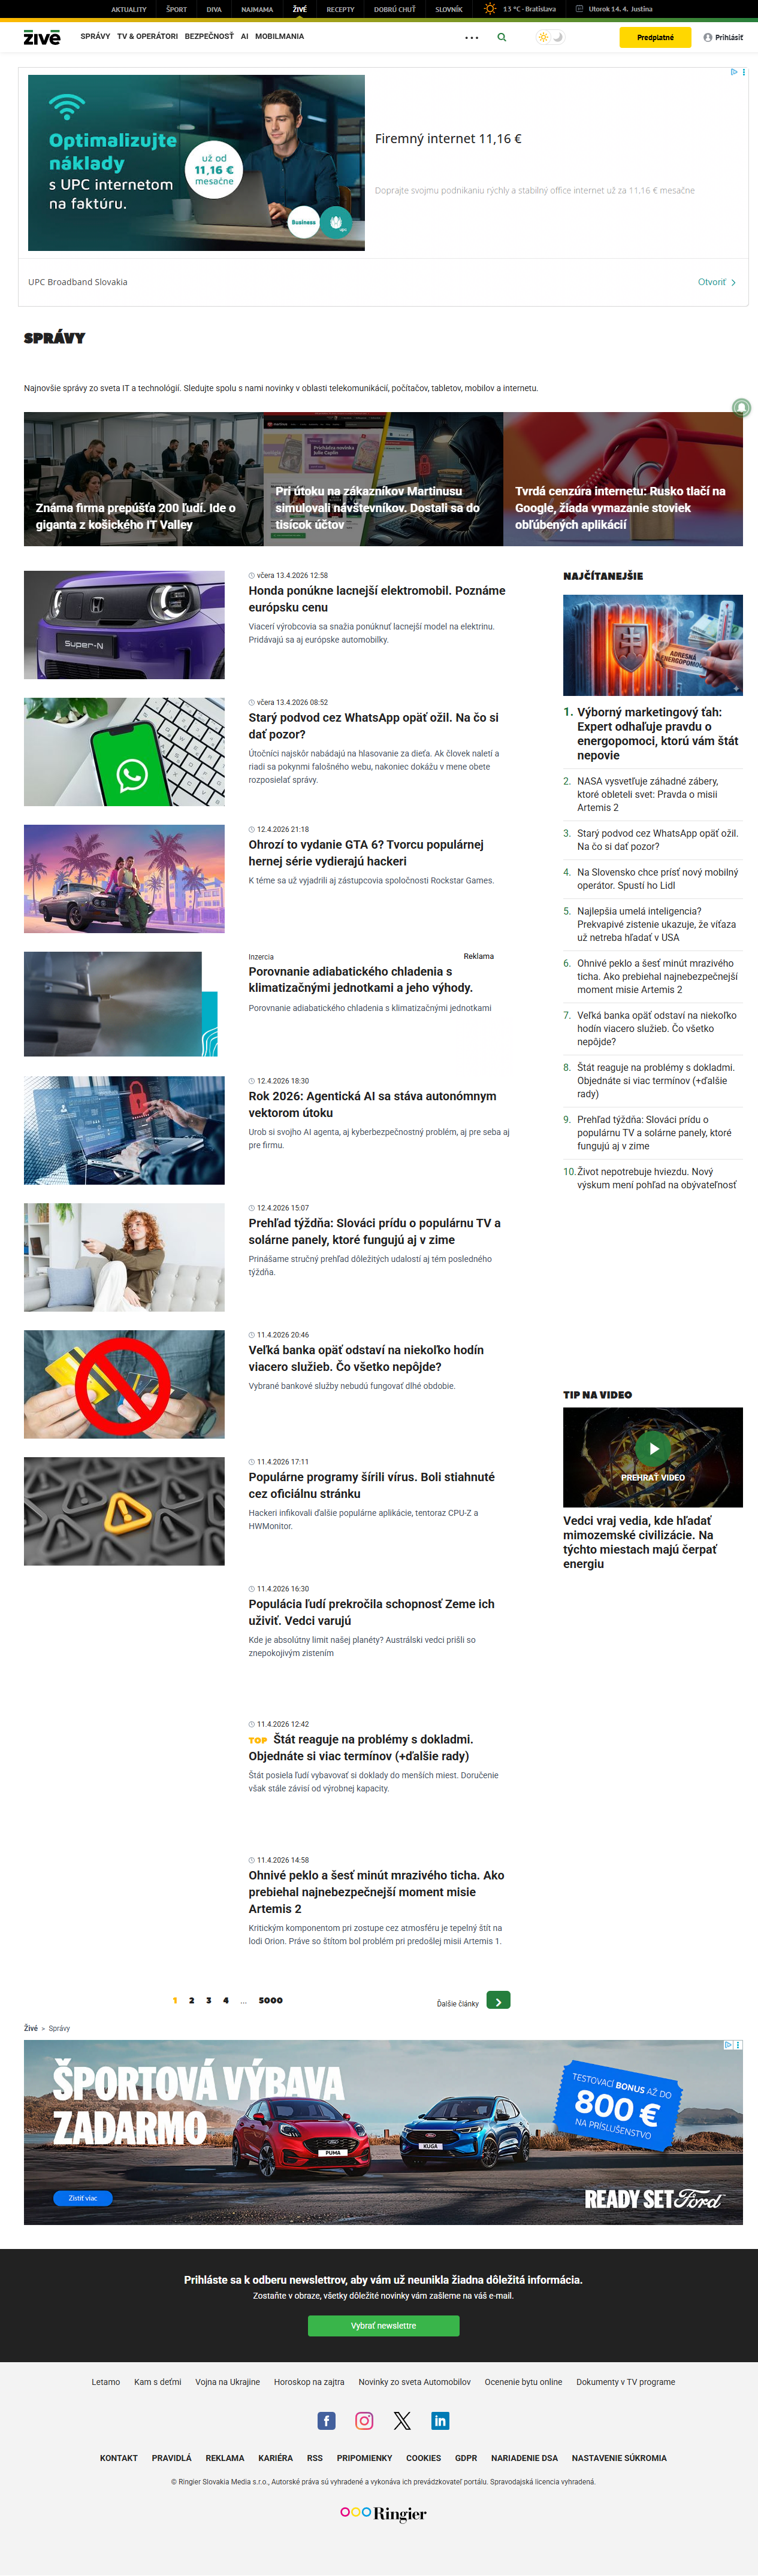 AKTUALITY ŠPORT DIVA NAJMAMA ŽIVÉ RECEPTY DOBRÚ CHUŤ SLOVNÍK 13 °C - Bratislava Utorok 14. 4. Justína
živé SPRÁVY TV & OPERÁTORI BEZPEČNOSŤ AI MOBILMANIA Predplatné Prihlásiť
Optimalizujte
náklady
s UPC internetom
na faktúru.
už od
11,16 €
mesačne
Business
upc
Firemný internet 11,16 €
Doprajte svojmu podnikaniu rýchly a stabilný office internet už za 11,16 € mesačne
UPC Broadband Slovakia
Otvoriť
SPRÁVY
Najnovšie správy zo sveta IT a technológií. Sledujte spolu s nami novinky v oblasti telekomunikácií, počítačov, tabletov, mobilov a internetu.
Známa firma prepúšťa 200 ľudí. Ide o
giganta z košického IT Valley
Pri útoku na zákazníkov Martinusu
simulovali návštevníkov. Dostali sa do
tisícok účtov
Tvrdá cenzúra internetu: Rusko tlačí na
Google, žiada vymazanie stoviek
obľúbených aplikácií
Super-N
včera 13.4.2026 12:58
Honda ponúkne lacnejší elektromobil. Poznáme
európsku cenu
Viacerí výrobcovia sa snažia ponúknuť lacnejší model na elektrinu.
Pridávajú sa aj európske automobilky.
včera 13.4.2026 08:52
Starý podvod cez WhatsApp opäť ožil. Na čo si
dať pozor?
Útočníci najskôr nabádajú na hlasovanie za dieťa. Ak človek naletí a
riadi sa pokynmi falošného webu, nakoniec dokážu v mene obete
rozposielať správy.
12.4.2026 21:18
Ohrozí to vydanie GTA 6? Tvorcu populárnej
hernej série vydierajú hackeri
K téme sa už vyjadrili aj zástupcovia spoločnosti Rockstar Games.
Inzercia Reklama
Porovnanie adiabatického chladenia s
klimatizačnými jednotkami a jeho výhody.
Porovnanie adiabatického chladenia s klimatizačnými jednotkami
12.4.2026 18:30
Rok 2026: Agentická AI sa stáva autonómnym
vektorom útoku
Urob si svojho AI agenta, aj kyberbezpečnostný problém, aj pre seba aj
pre firmu.
12.4.2026 15:07
Prehľad týždňa: Slováci prídu o populárnu TV a
solárne panely, ktoré fungujú aj v zime
Prinášame stručný prehľad dôležitých udalostí aj tém posledného
týždňa.
11.4.2026 20:46
Veľká banka opäť odstaví na niekoľko hodín
viacero služieb. Čo všetko nepôjde?
Vybrané bankové služby nebudú fungovať dlhé obdobie.
11.4.2026 17:11
Populárne programy šírili vírus. Boli stiahnuté
cez oficiálnu stránku
Hackeri infikovali ďalšie populárne aplikácie, tentoraz CPU-Z a
HWMonitor.
11.4.2026 16:30
Populácia ľudí prekročila schopnosť Zeme ich
uživiť. Vedci varujú
Kde je absolútny limit našej planéty? Austrálski vedci prišli so
znepokojivým zistením
11.4.2026 12:42
TOP Štát reaguje na problémy s dokladmi.
Objednáte si viac termínov (+ďalšie rady)
Štát posiela ľudí vybavovať si doklady do menších miest. Doručenie
však stále závisí od výrobnej kapacity.
11.4.2026 14:58
Ohnivé peklo a šesť minút mrazivého ticha. Ako
prebiehal najnebezpečnejší moment misie
Artemis 2
Kritickým komponentom pri zostupe cez atmosféru je tepelný štít na
lodi Orion. Práve so štítom bol problém pri predošlej misii Artemis 1.
NAJČÍTANEJŠIE
ADRESNÁ
ENERGOPOMOC
1. Výborný marketingový ťah:
Expert odhaľuje pravdu o
energopomoci, ktorú vám štát
nepovie
2. NASA vysvetľuje záhadné zábery,
ktoré obleteli svet: Pravda o misii
Artemis 2
3. Starý podvod cez WhatsApp opäť ožil.
Na čo si dať pozor?
4. Na Slovensko chce prísť nový mobilný
operátor. Spustí ho Lidl
5. Najlepšia umelá inteligencia?
Prekvapivé zistenie ukazuje, že víťaza
už netreba hľadať v USA
6. Ohnivé peklo a šesť minút mrazivého
ticha. Ako prebiehal najnebezpečnejší
moment misie Artemis 2
7. Veľká banka opäť odstaví na niekoľko
hodín viacero služieb. Čo všetko
nepôjde?
8. Štát reaguje na problémy s dokladmi.
Objednáte si viac termínov (+ďalšie
rady)
9. Prehľad týždňa: Slováci prídu o
populárnu TV a solárne panely, ktoré
fungujú aj v zime
10. Život nepotrebuje hviezdu. Nový
výskum mení pohľad na obývateľnosť
TIP NA VIDEO
PREHRAŤ VIDEO
Vedci vraj vedia, kde hľadať
mimozemské civilizácie. Na
týchto miestach majú čerpať
energiu
1 2 3 4 ... 5000 Ďalšie články
Živé » Správy
ŠPORTOVÁ VÝBAVA
ZADARMO
PUMA
KUGA
TESTOVACÍ BONUS AŽ DO
800 €
NA PRÍSLUŠENSTVO
Zistiť viac
READY SET Ford
Prihláste sa k odberu newslettrov, aby vám už neunikla žiadna dôležitá informácia.
Zostaňte v obraze, všetky dôležité novinky vám zašleme na váš e-mail.
Vybrať newslettre
Letamo Kam s deťmi Vojna na Ukrajine Horoskop na zajtra Novinky zo sveta Automobilov Ocenenie bytu online Dokumenty v TV programe
KONTAKT PRAVIDLÁ REKLAMA KARIÉRA RSS PRIPOMIENKY COOKIES GDPR NARIADENIE DSA NASTAVENIE SÚKROMIA
© Ringier Slovakia Media s.r.o., Autorské práva sú vyhradené a vykonáva ich prevádzkovateľ portálu. Spravodajská licencia vyhradená.
Ringier